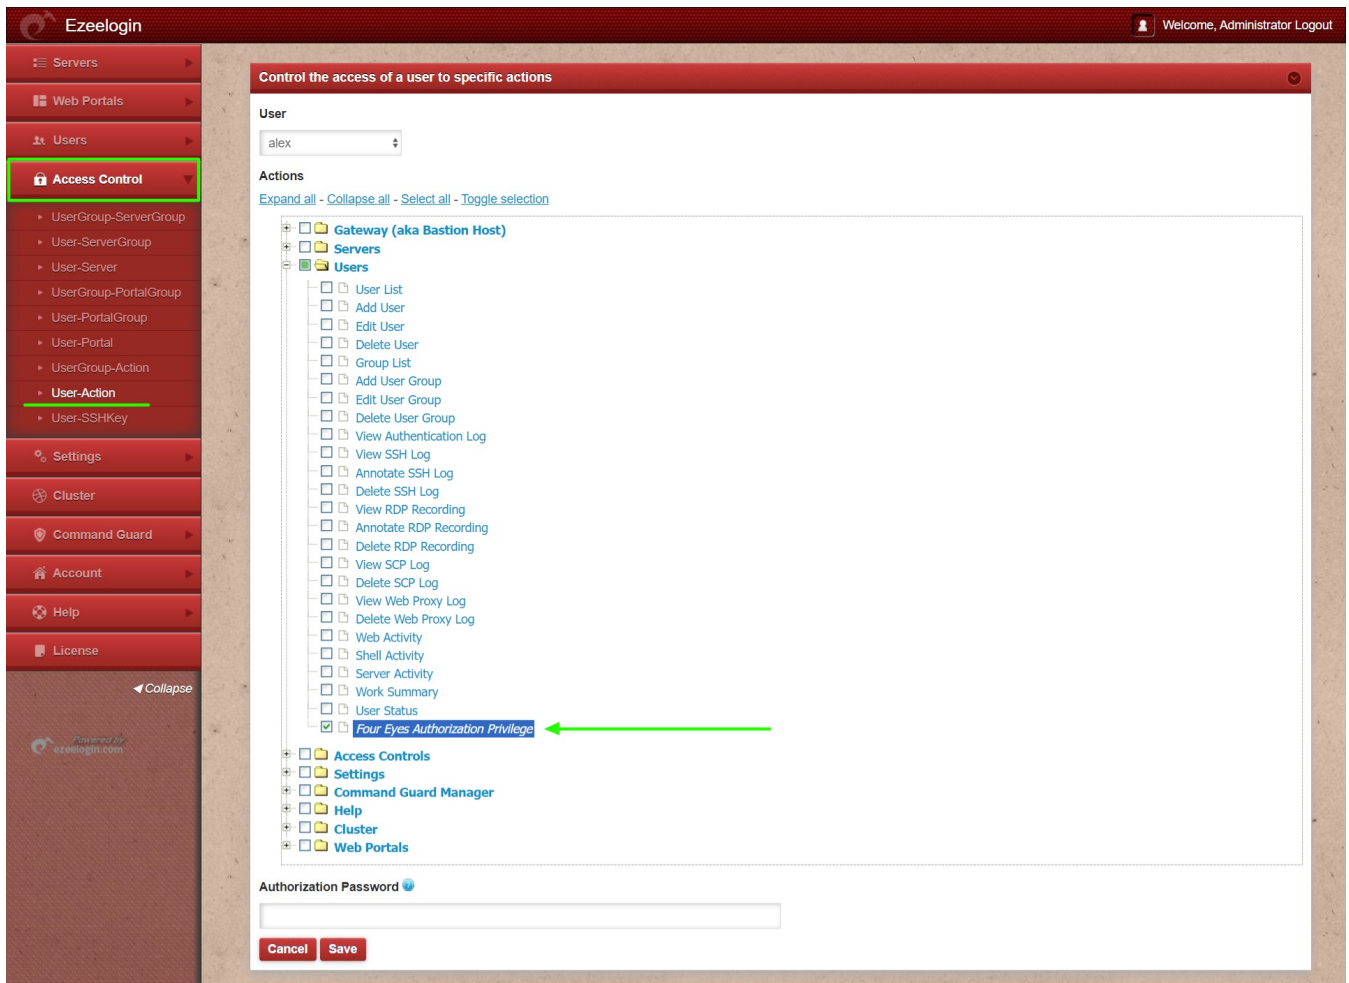 Ezeelogin
Welcome, Administrator Logout
Servers
Web Portals
Users
Access Control
UserGroup-ServerGroup
User-ServerGroup
User-Server
UserGroup-PortalGroup
User-PortalGroup
User-Portal
UserGroup-Action
User-Action
User-SSHKey
Settings
Cluster
Command Guard
Account
Help
License
Collapse
Powered by
ezeelogin.com
Control the access of a user to specific actions
User
alex
Actions
Expand all - Collapse all - Select all - Toggle selection
Gateway (aka Bastion Host)
Servers
Users
User List
Add User
Edit User
Delete User
Group List
Add User Group
Edit User Group
Delete User Group
View Authentication Log
View SSH Log
Annotate SSH Log
Delete SSH Log
View RDP Recording
Annotate RDP Recording
Delete RDP Recording
View SCP Log
Delete SCP Log
View Web Proxy Log
Delete Web Proxy Log
Web Activity
Shell Activity
Server Activity
Work Summary
User Status
Four Eyes Authorization Privilege
Access Controls
Settings
Command Guard Manager
Help
Cluster
Web Portals
Authorization Password
Cancel Save